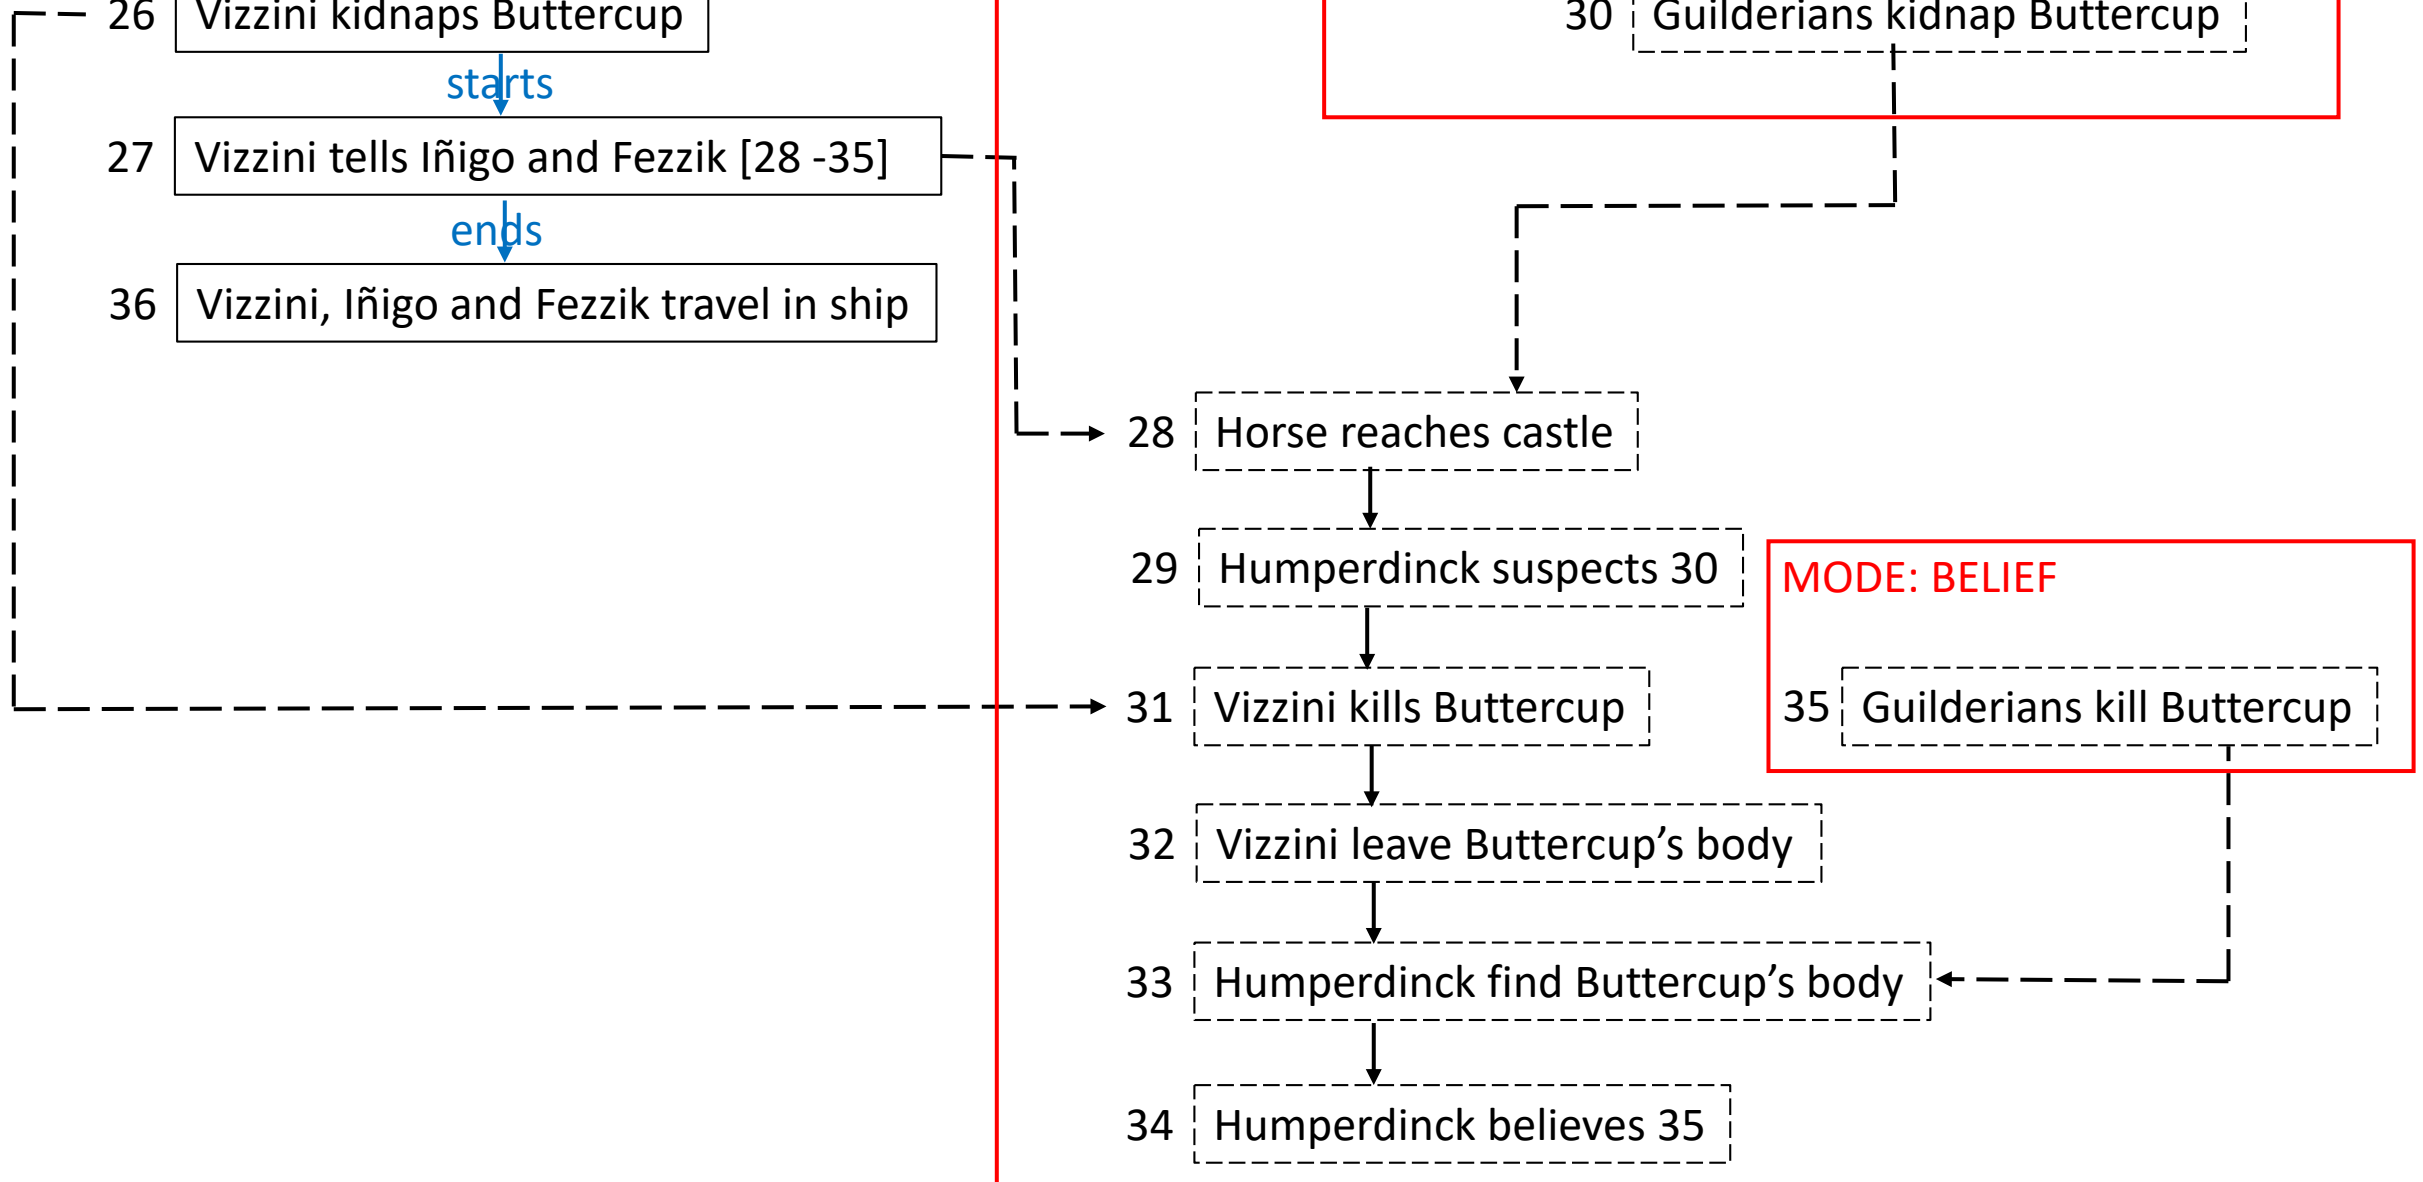 26 Vizzini kidnaps Buttercup
30 Guilderians kidnap Buttercup
starts
27 Vizzini tells Iñigo and Fezzik [28 -35]
ends
36 Vizzini, Iñigo and Fezzik travel in ship
28 Horse reaches castle
29 Humperdinck suspects 30
MODE: BELIEF
31 Vizzini kills Buttercup
35 Guilderians kill Buttercup
32 Vizzini leave Buttercup’s body
33 Humperdinck find Buttercup’s body
34 Humperdinck believes 35